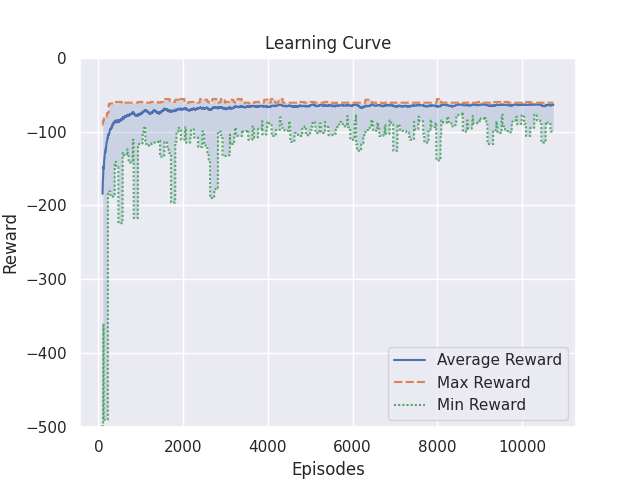 Learning Curve
0
−100
−200
−300
−400
−500
Reward
0
2000
4000
6000
8000
10000
Episodes
Average Reward
Max Reward
Min Reward